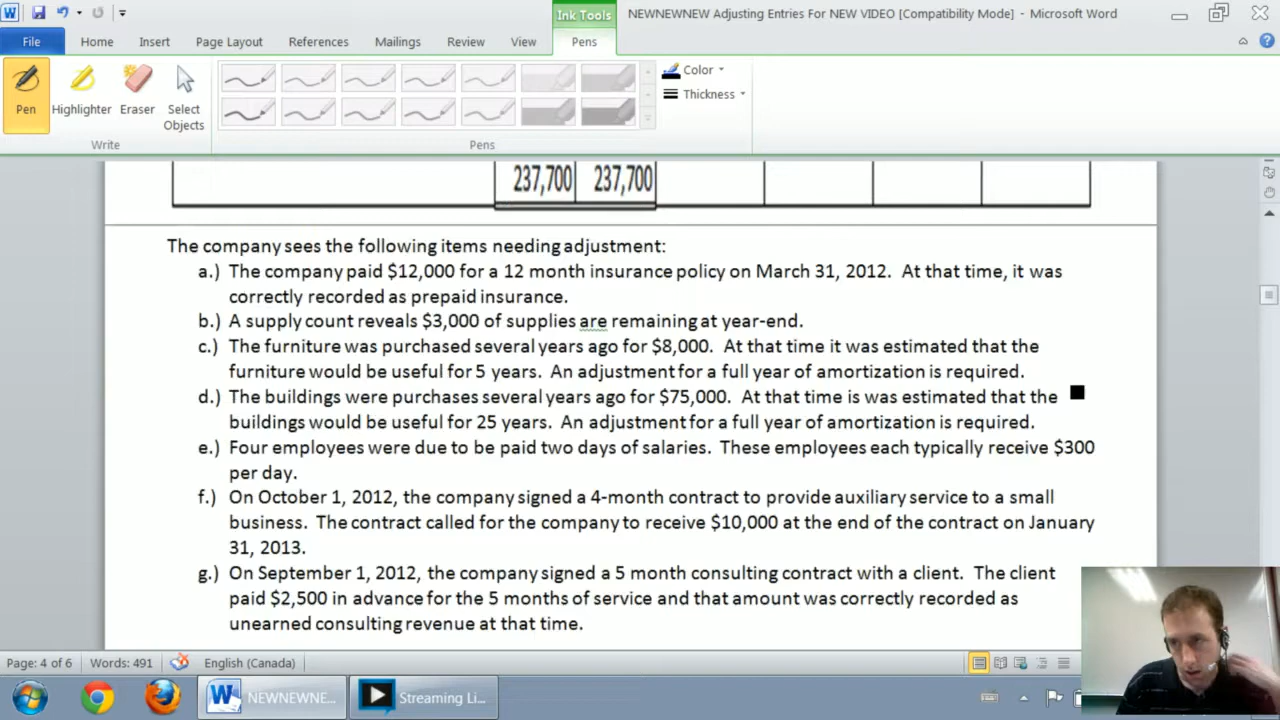 Ink Tools
NEWNEWNEW Adjusting Entries For NEW VIDEO [Compatibility Mode] - Microsoft Word
File Home Insert Page Layout References Mailings Review View Pens
Pen Highlighter Eraser Select Objects
Color
Thickness
Write Pens
237,700 237,700
The company sees the following items needing adjustment:
a.) The company paid $12,000 for a 12 month insurance policy on March 31, 2012. At that time, it was
correctly recorded as prepaid insurance.
b.) A supply count reveals $3,000 of supplies are remaining at year-end.
c.) The furniture was purchased several years ago for $8,000. At that time it was estimated that the
furniture would be useful for 5 years. An adjustment for a full year of amortization is required.
d.) The buildings were purchases several years ago for $75,000. At that time is was estimated that the
buildings would be useful for 25 years. An adjustment for a full year of amortization is required.
e.) Four employees were due to be paid two days of salaries. These employees each typically receive $300
per day.
f.) On October 1, 2012, the company signed a 4-month contract to provide auxiliary service to a small
business. The contract called for the company to receive $10,000 at the end of the contract on January
31, 2013.
g.) On September 1, 2012, the company signed a 5 month consulting contract with a client. The client
paid $2,500 in advance for the 5 months of service and that amount was correctly recorded as
unearned consulting revenue at that time.
Page: 4 of 6 Words: 491 English (Canada)
NEWNEWNE... Streaming Li...